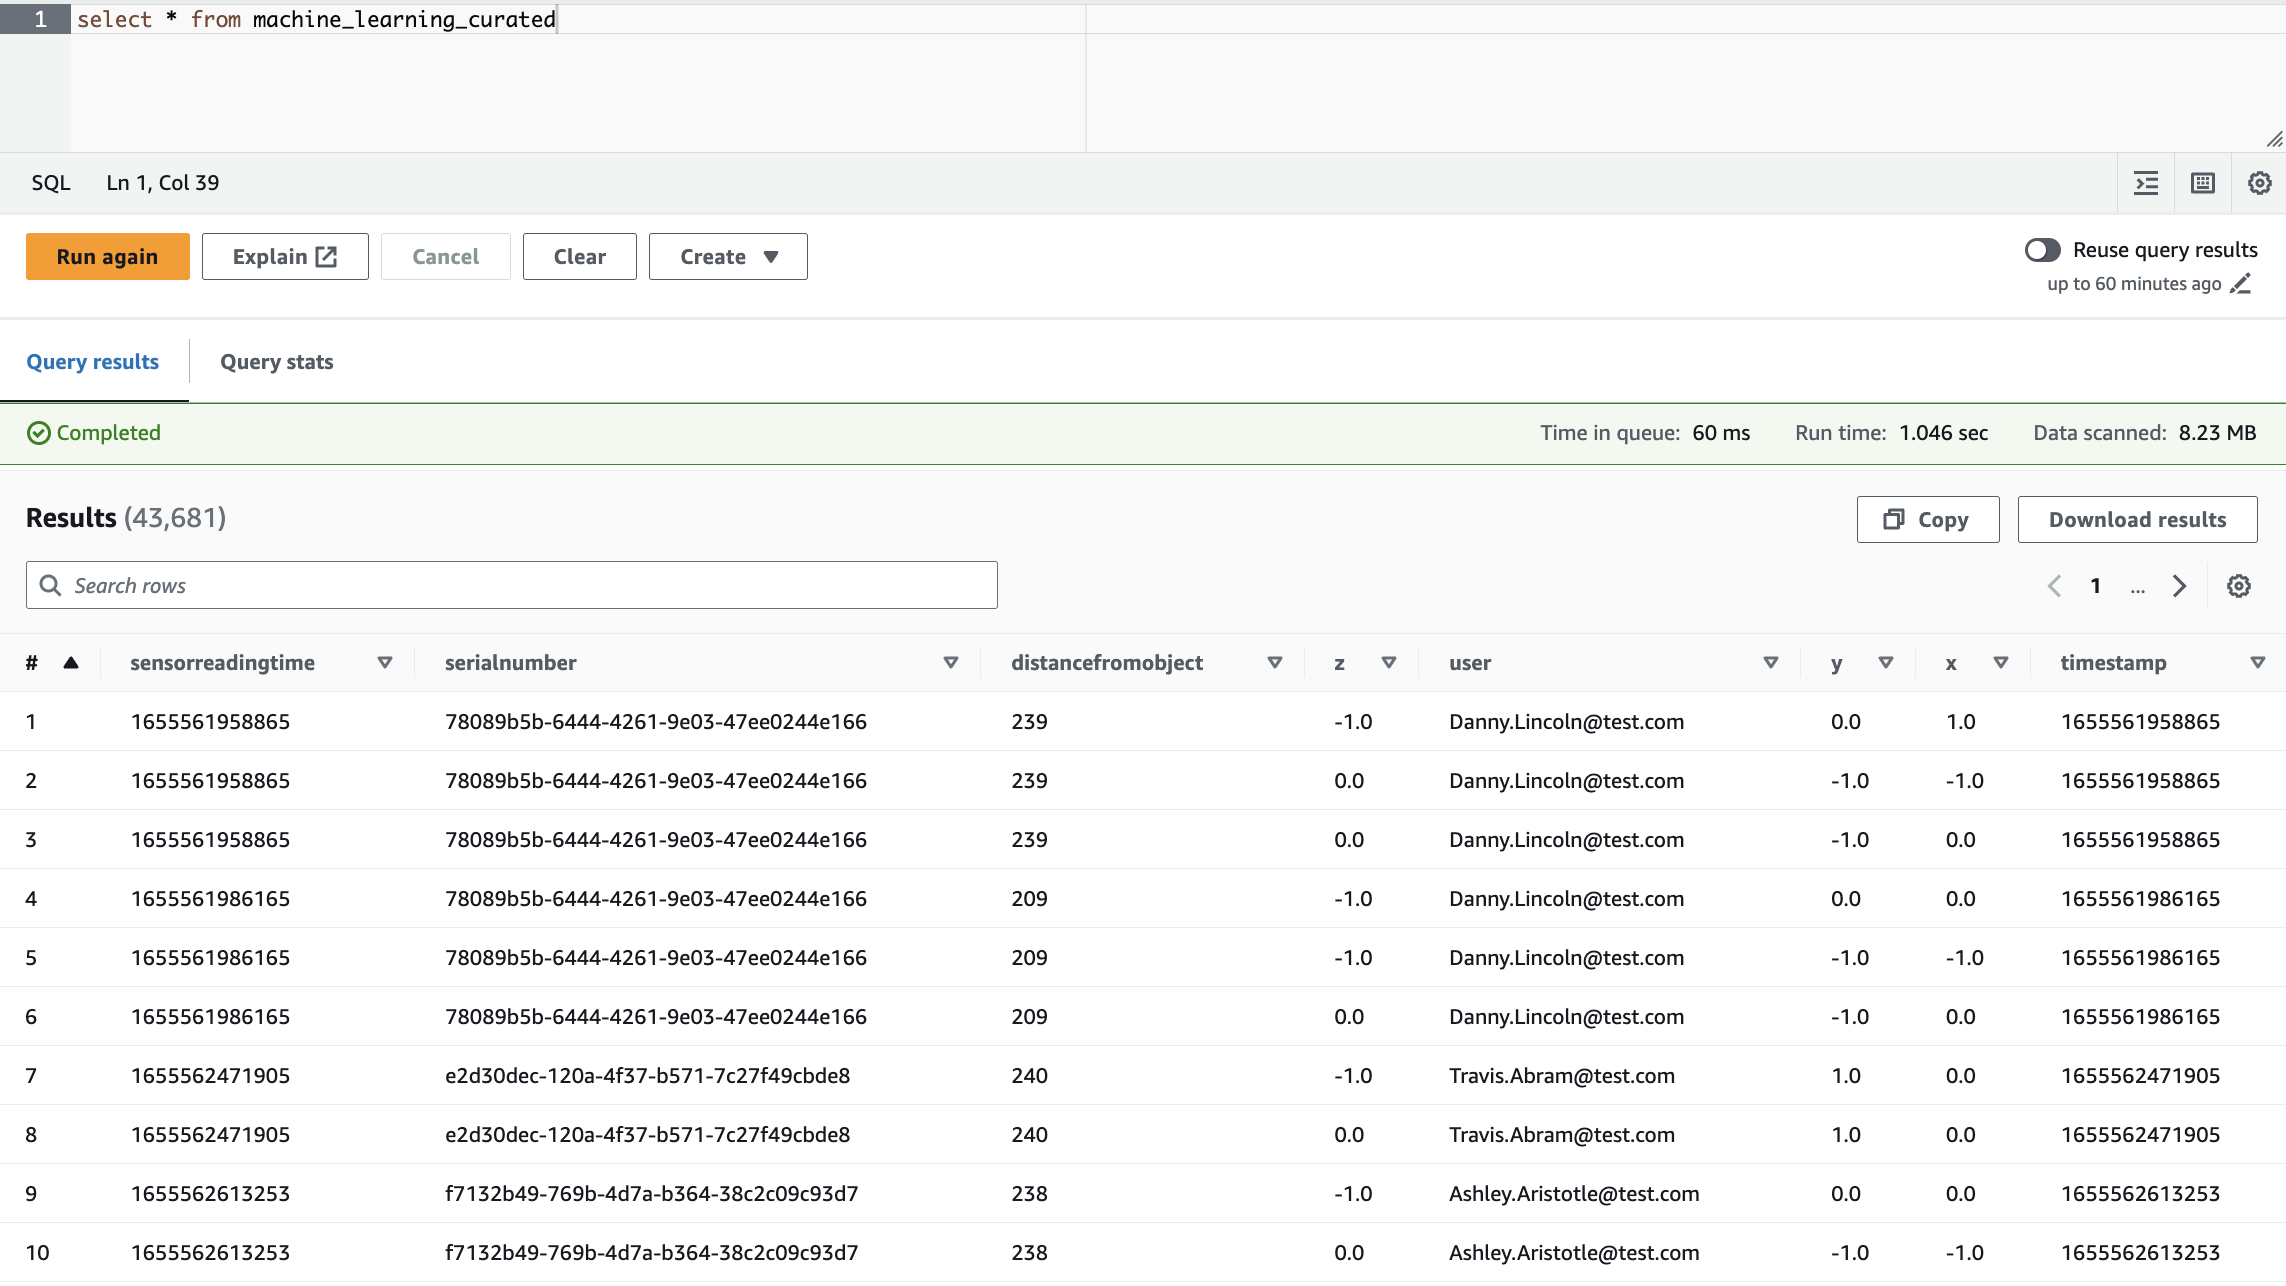 1 select * from machine_learning_curated
SQL Ln 1, Col 39
Run again Explain Cancel Clear Create Reuse query results
up to 60 minutes ago
Query results Query stats
Completed Time in queue: 60 ms Run time: 1.046 sec Data scanned: 8.23 MB
Results (43,681) Copy Download results
Search rows 1 ...
# sensorreadingtime serialnumber distancefromobject z user y x timestamp
1 1655561958865 78089b5b-6444-4261-9e03-47ee0244e166 239 -1.0 Danny.Lincoln@test.com 0.0 1.0 1655561958865
2 1655561958865 78089b5b-6444-4261-9e03-47ee0244e166 239 0.0 Danny.Lincoln@test.com -1.0 -1.0 1655561958865
3 1655561958865 78089b5b-6444-4261-9e03-47ee0244e166 239 0.0 Danny.Lincoln@test.com -1.0 0.0 1655561958865
4 1655561986165 78089b5b-6444-4261-9e03-47ee0244e166 209 -1.0 Danny.Lincoln@test.com 0.0 0.0 1655561986165
5 1655561986165 78089b5b-6444-4261-9e03-47ee0244e166 209 -1.0 Danny.Lincoln@test.com -1.0 -1.0 1655561986165
6 1655561986165 78089b5b-6444-4261-9e03-47ee0244e166 209 0.0 Danny.Lincoln@test.com -1.0 0.0 1655561986165
7 1655562471905 e2d30dec-120a-4f37-b571-7c27f49cbde8 240 -1.0 Travis.Abram@test.com 1.0 0.0 1655562471905
8 1655562471905 e2d30dec-120a-4f37-b571-7c27f49cbde8 240 0.0 Travis.Abram@test.com 1.0 0.0 1655562471905
9 1655562613253 f7132b49-769b-4d7a-b364-38c2c09c93d7 238 -1.0 Ashley.Aristotle@test.com 0.0 0.0 1655562613253
10 1655562613253 f7132b49-769b-4d7a-b364-38c2c09c93d7 238 0.0 Ashley.Aristotle@test.com -1.0 -1.0 1655562613253